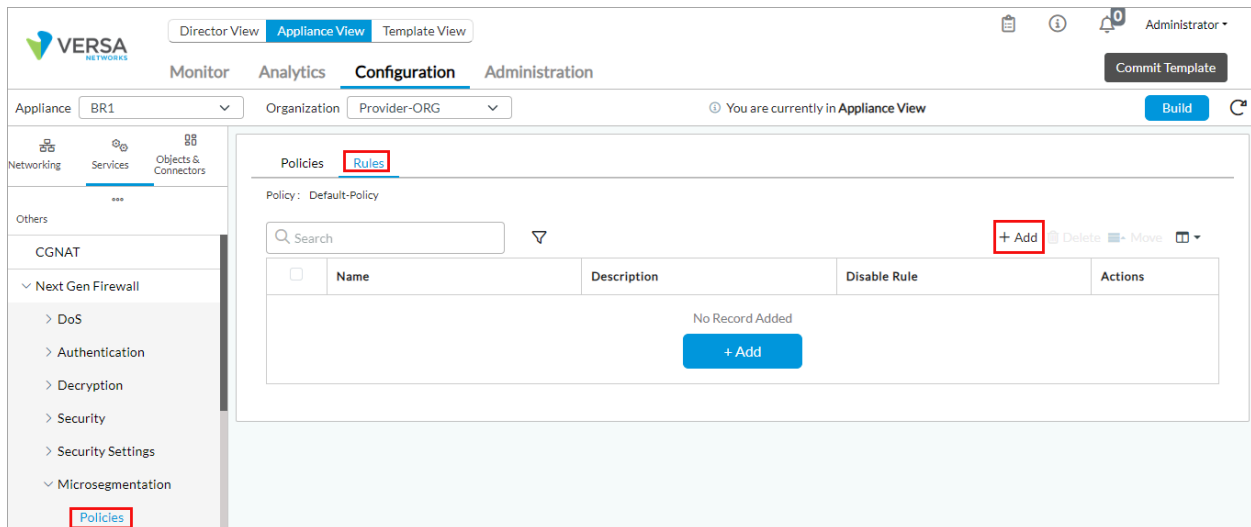 VERSA
NETWORKS
Director View Appliance View Template View
0
Administrator
Monitor Analytics Configuration Administration
Commit Template
Appliance BR1 Organization Provider-ORG You are currently in Appliance View Build
Networking Services Objects & Connectors
Others
CGNAT
Next Gen Firewall
DoS
Authentication
Decryption
Security
Security Settings
Microsegmentation
Policies
Policies Rules
Policy: Default-Policy
Search
+ Add Delete Move
Name Description Disable Rule Actions
No Record Added
+ Add